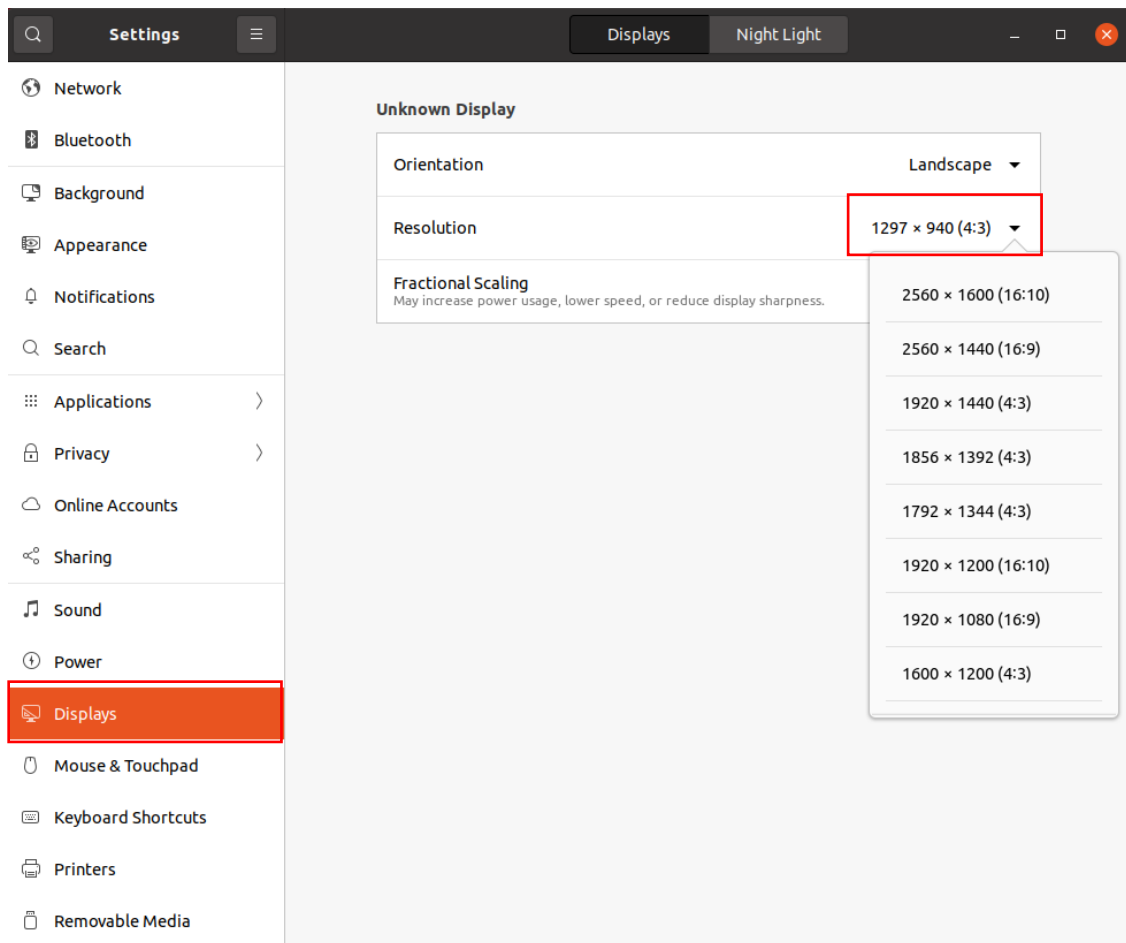 Settings
Displays
Night Light
Network
Bluetooth
Background
Appearance
Notifications
Search
Applications
Privacy
Online Accounts
Sharing
Sound
Power
Displays
Mouse & Touchpad
Keyboard Shortcuts
Printers
Removable Media
Unknown Display
Orientation
Landscape
Resolution
1297 × 940 (4:3)
Fractional Scaling
May increase power usage, lower speed, or reduce display sharpness.
2560 × 1600 (16:10)
2560 × 1440 (16:9)
1920 × 1440 (4:3)
1856 × 1392 (4:3)
1792 × 1344 (4:3)
1920 × 1200 (16:10)
1920 × 1080 (16:9)
1600 × 1200 (4:3)